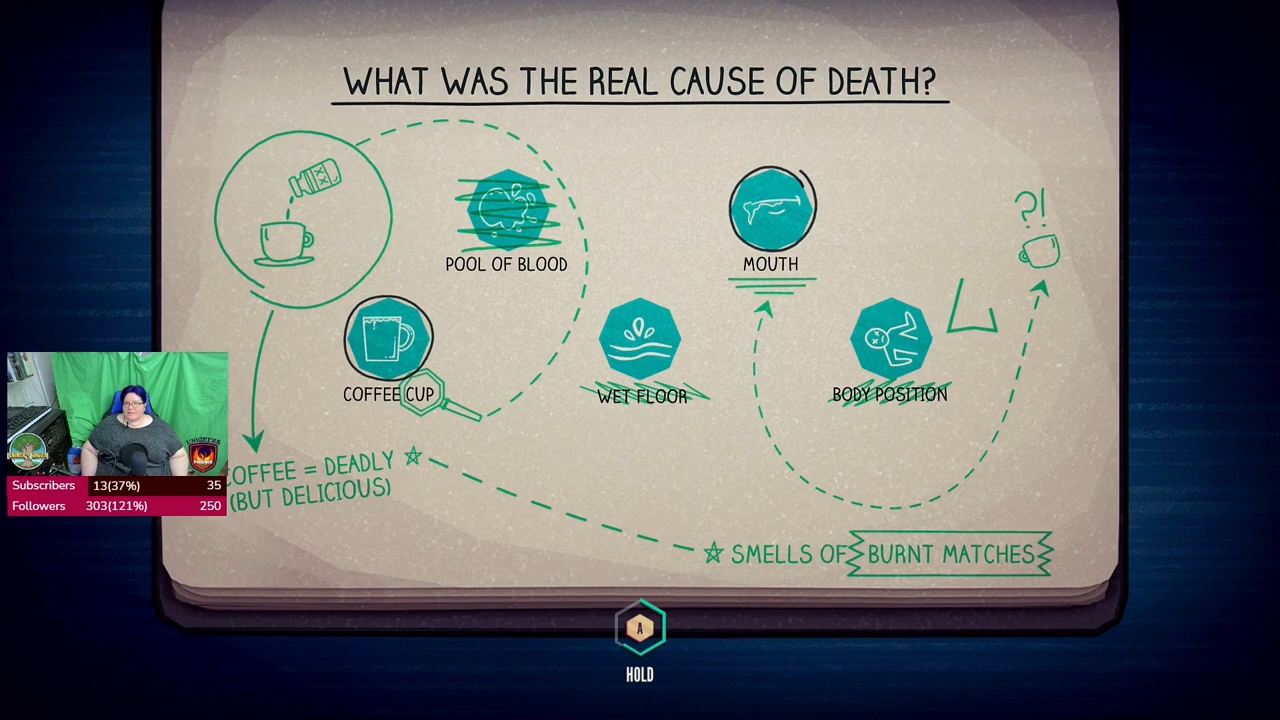 WHAT WAS THE REAL CAUSE OF DEATH?
?!
POOL OF BLOOD
MOUTH
COFFEE CUP
WET FLOOR
BODY POSITION
OFFEE = DEADLY
(BUT DELICIOUS)
SMELLS OF BURNT MATCHES
Subscribers 13(37%) 35
Followers 303(121%) 250
A
HOLD